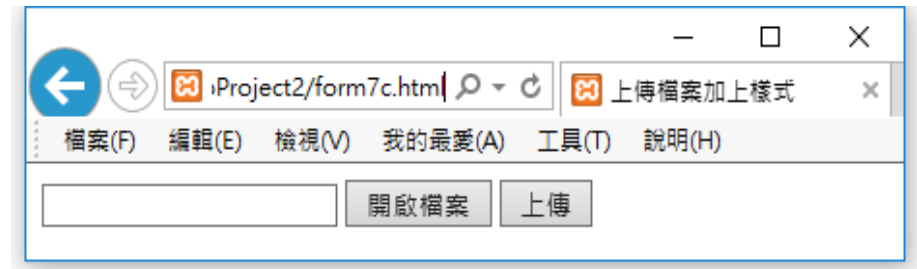 ıProject2/form7c.html
上傳檔案加上樣式
檔案(F) 編輯(E) 檢視(V) 我的最愛(A) 工具(T) 說明(H)
開啟檔案 上傳